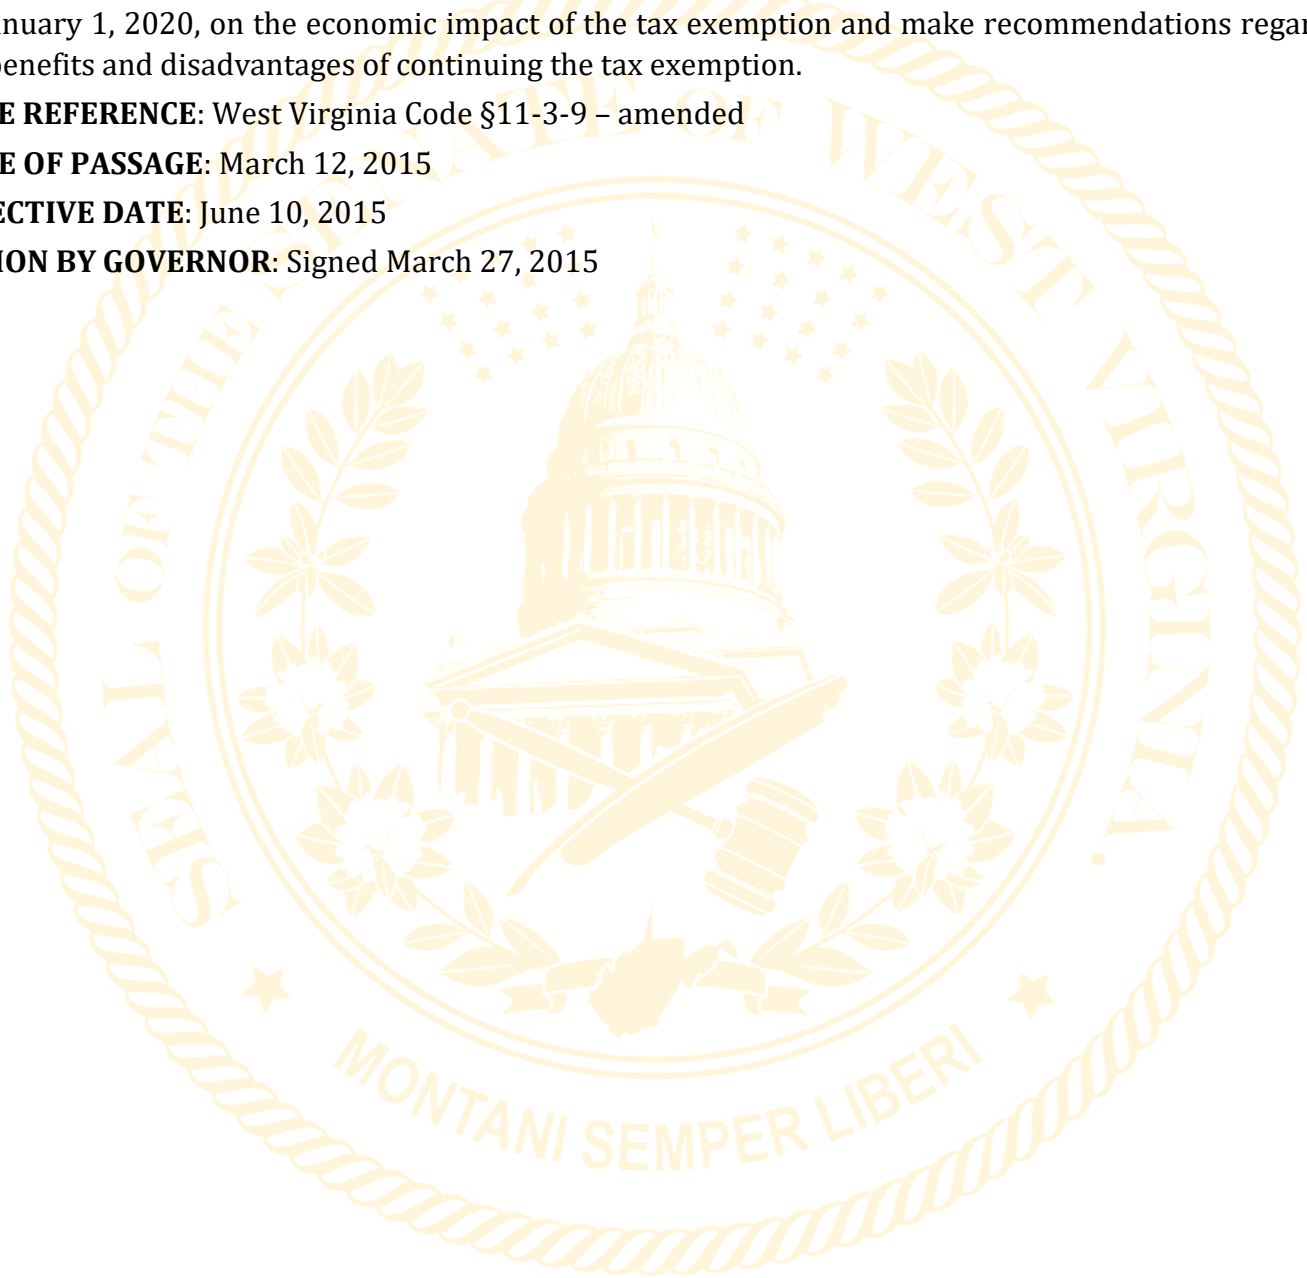 nuary 1, 2020, on the economic impact of the tax exemption and make recommendations regar
benefits and disadvantages of continuing the tax exemption.
E REFERENCE: West Virginia Code §11-3-9 – amended
E OF PASSAGE: March 12, 2015
ECTIVE DATE: June 10, 2015
ION BY GOVERNOR: Signed March 27, 2015
SEAL OF THE SENATE OF WEST VIRGINIA.
MONTANI SEMPER LIBERI